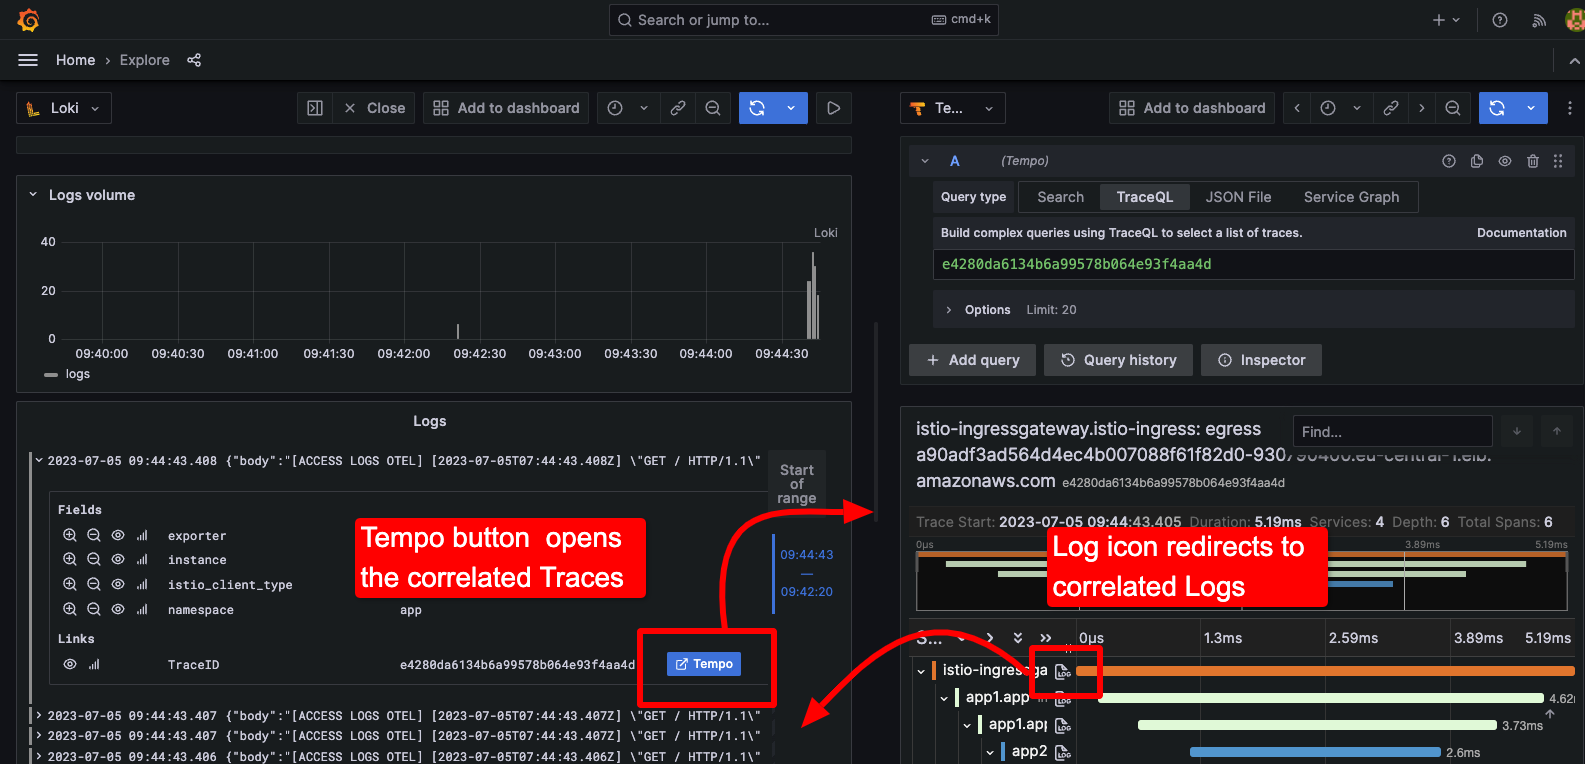 Search or jump to...
cmd+k
Home › Explore
Loki
Close
Add to dashboard
Te...
Add to dashboard
Logs volume
Loki
40
20
0
09:40:00 09:40:30 09:41:00 09:41:30 09:42:00 09:42:30 09:43:00 09:43:30 09:44:00 09:44:30
logs
Logs
2023-07-05 09:44:43.408 {"body":"[ACCESS LOGS OTEL] [2023-07-05T07:44:43.408Z] \"GET / HTTP/1.1\"
Start
of
range
Fields
exporter
instance
istio_client_type
namespace app
09:44:43
—
09:42:20
Links
TraceID e4280da6134b6a99578b064e93f4aa4d Tempo
2023-07-05 09:44:43.407 {"body":"[ACCESS LOGS OTEL] [2023-07-05T07:44:43.407Z] \"GET / HTTP/1.1\"
2023-07-05 09:44:43.407 {"body":"[ACCESS LOGS OTEL] [2023-07-05T07:44:43.407Z] \"GET / HTTP/1.1\"
2023-07-05 09:44:43.406 {"body":"[ACCESS LOGS OTEL] [2023-07-05T07:44:43.406Z] \"GET / HTTP/1.1\"
Tempo button opens
the correlated Traces
A (Tempo)
Query type Search TraceQL JSON File Service Graph
Build complex queries using TraceQL to select a list of traces. Documentation
e4280da6134b6a99578b064e93f4aa4d
Options Limit: 20
+ Add query Query history Inspector
istio-ingressgateway.istio-ingress: egress
Find...
a90adf3ad564d4ec4b007088f61f82d0-930790400.eu-central-1.elb.
amazonaws.com e4280da6134b6a99578b064e93f4aa4d
Trace Start: 2023-07-05 09:44:43.405 Duration: 5.19ms Services: 4 Depth: 6 Total Spans: 6
0μs 3.89ms 5.19ms
Log icon redirects to
correlated Logs
S... 0μs 1.3ms 2.59ms 3.89ms 5.19ms
istio-ingressga LOG
app1.app LOG 4.62
app1.ap LOG 3.73ms
app2 LOG 2.6ms